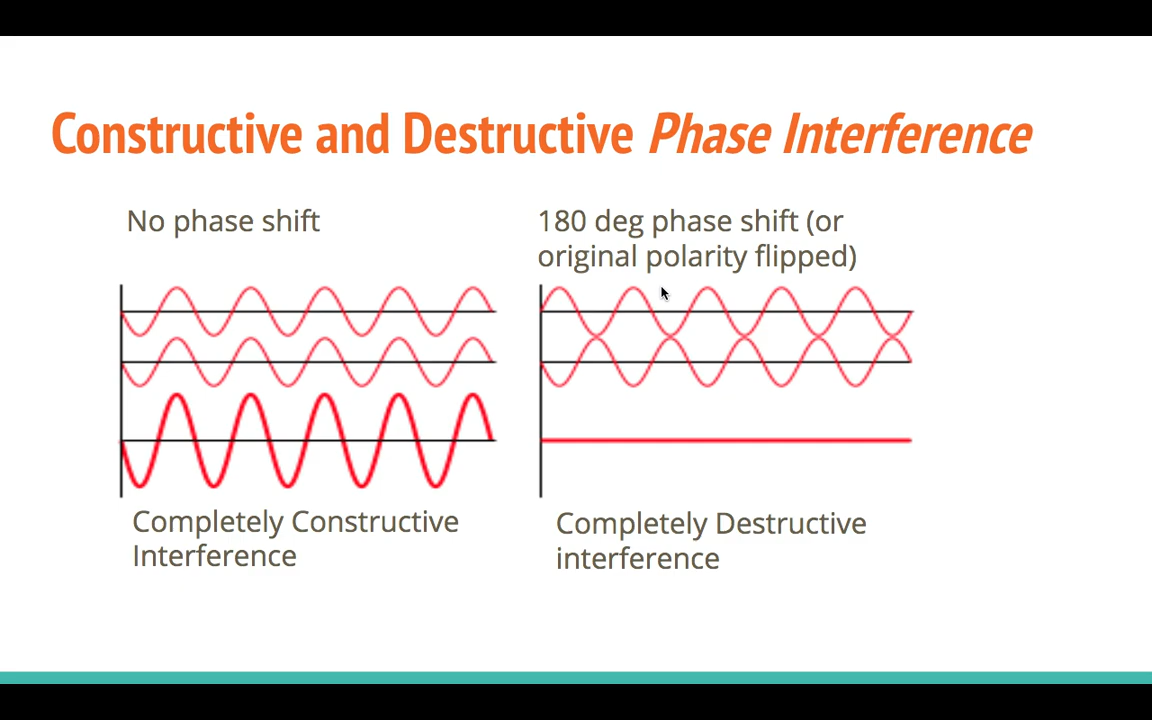 Constructive and Destructive Phase Interference
No phase shift
180 deg phase shift (or
original polarity flipped)
Completely Constructive
Interference
Completely Destructive
interference